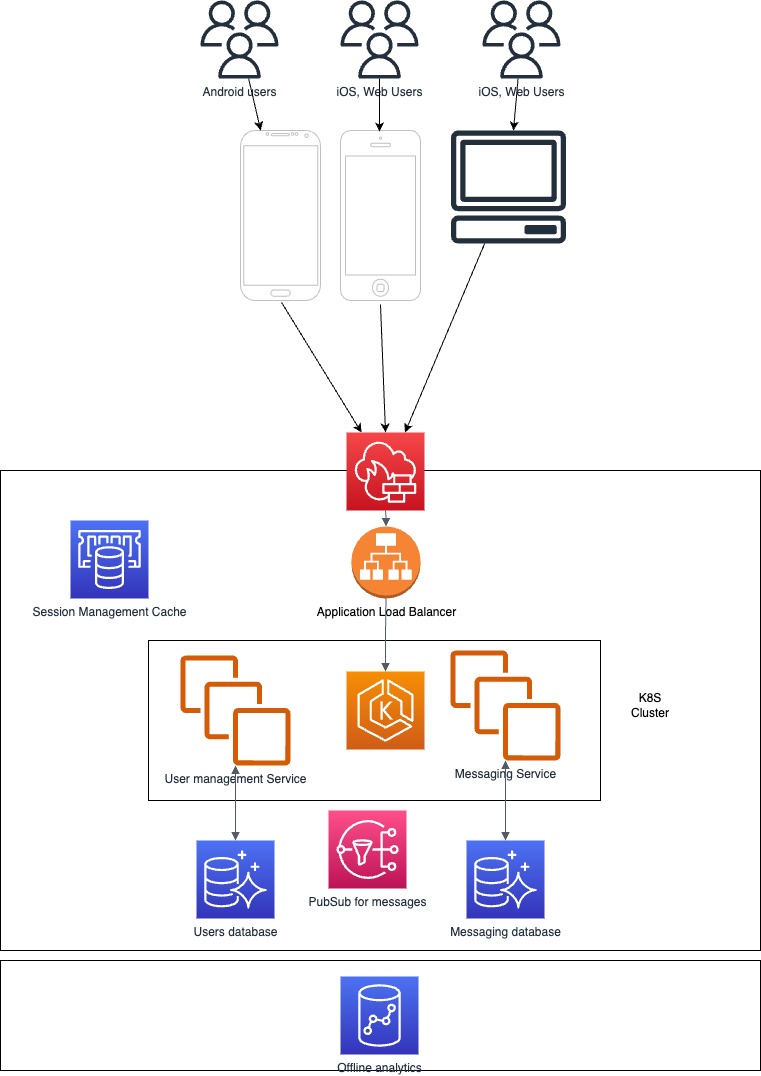 Android users
iOS, Web Users
iOS, Web Users
Session Management Cache
Application Load Balancer
K8S
Cluster
K
User management Service
Messaging Service
PubSub for messages
Users database
Messaging database
Offline analytics